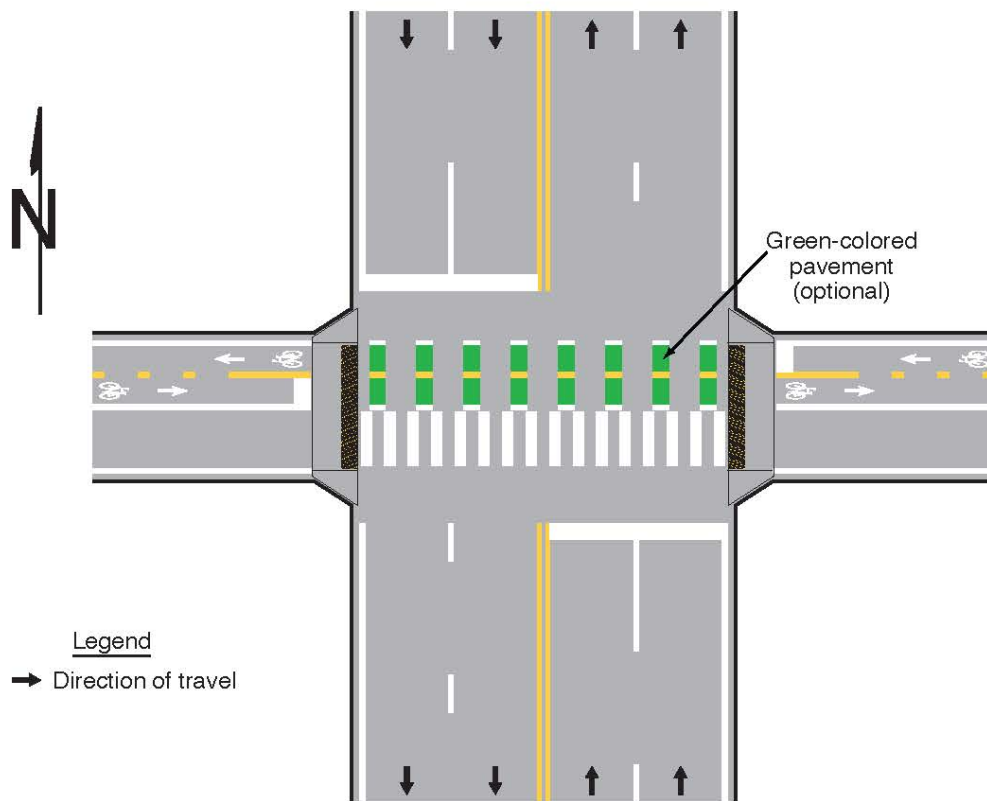 N
Green-colored
pavement
(optional)
Legend
Direction of travel